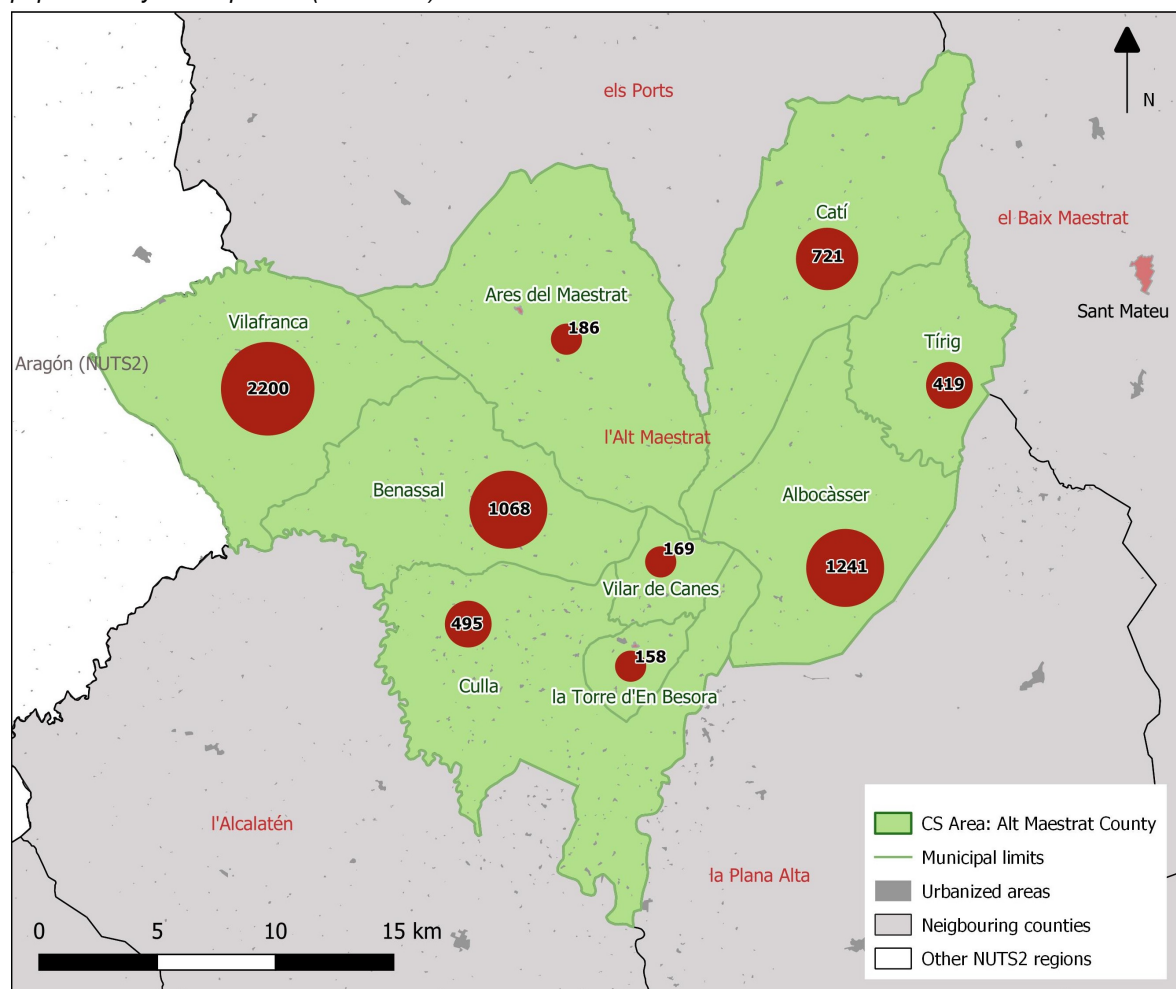 els Ports
N
Catí
721
el Baix Maestrat
Ares del Maestrat
186
Sant Mateu
Vilafranca
Tírig
Aragón (NUTS2)
2200
419
l'Alt Maestrat
Benassal
1068
Albocàsser
169
1241
Vilar de Canes
495
158
Culla
la Torre d'En Besora
l'Alcalatén
la Plana Alta
CS Area: Alt Maestrat County
Municipal limits
Urbanized areas
Neigbouring counties
Other NUTS2 regions
0 5 10 15 km